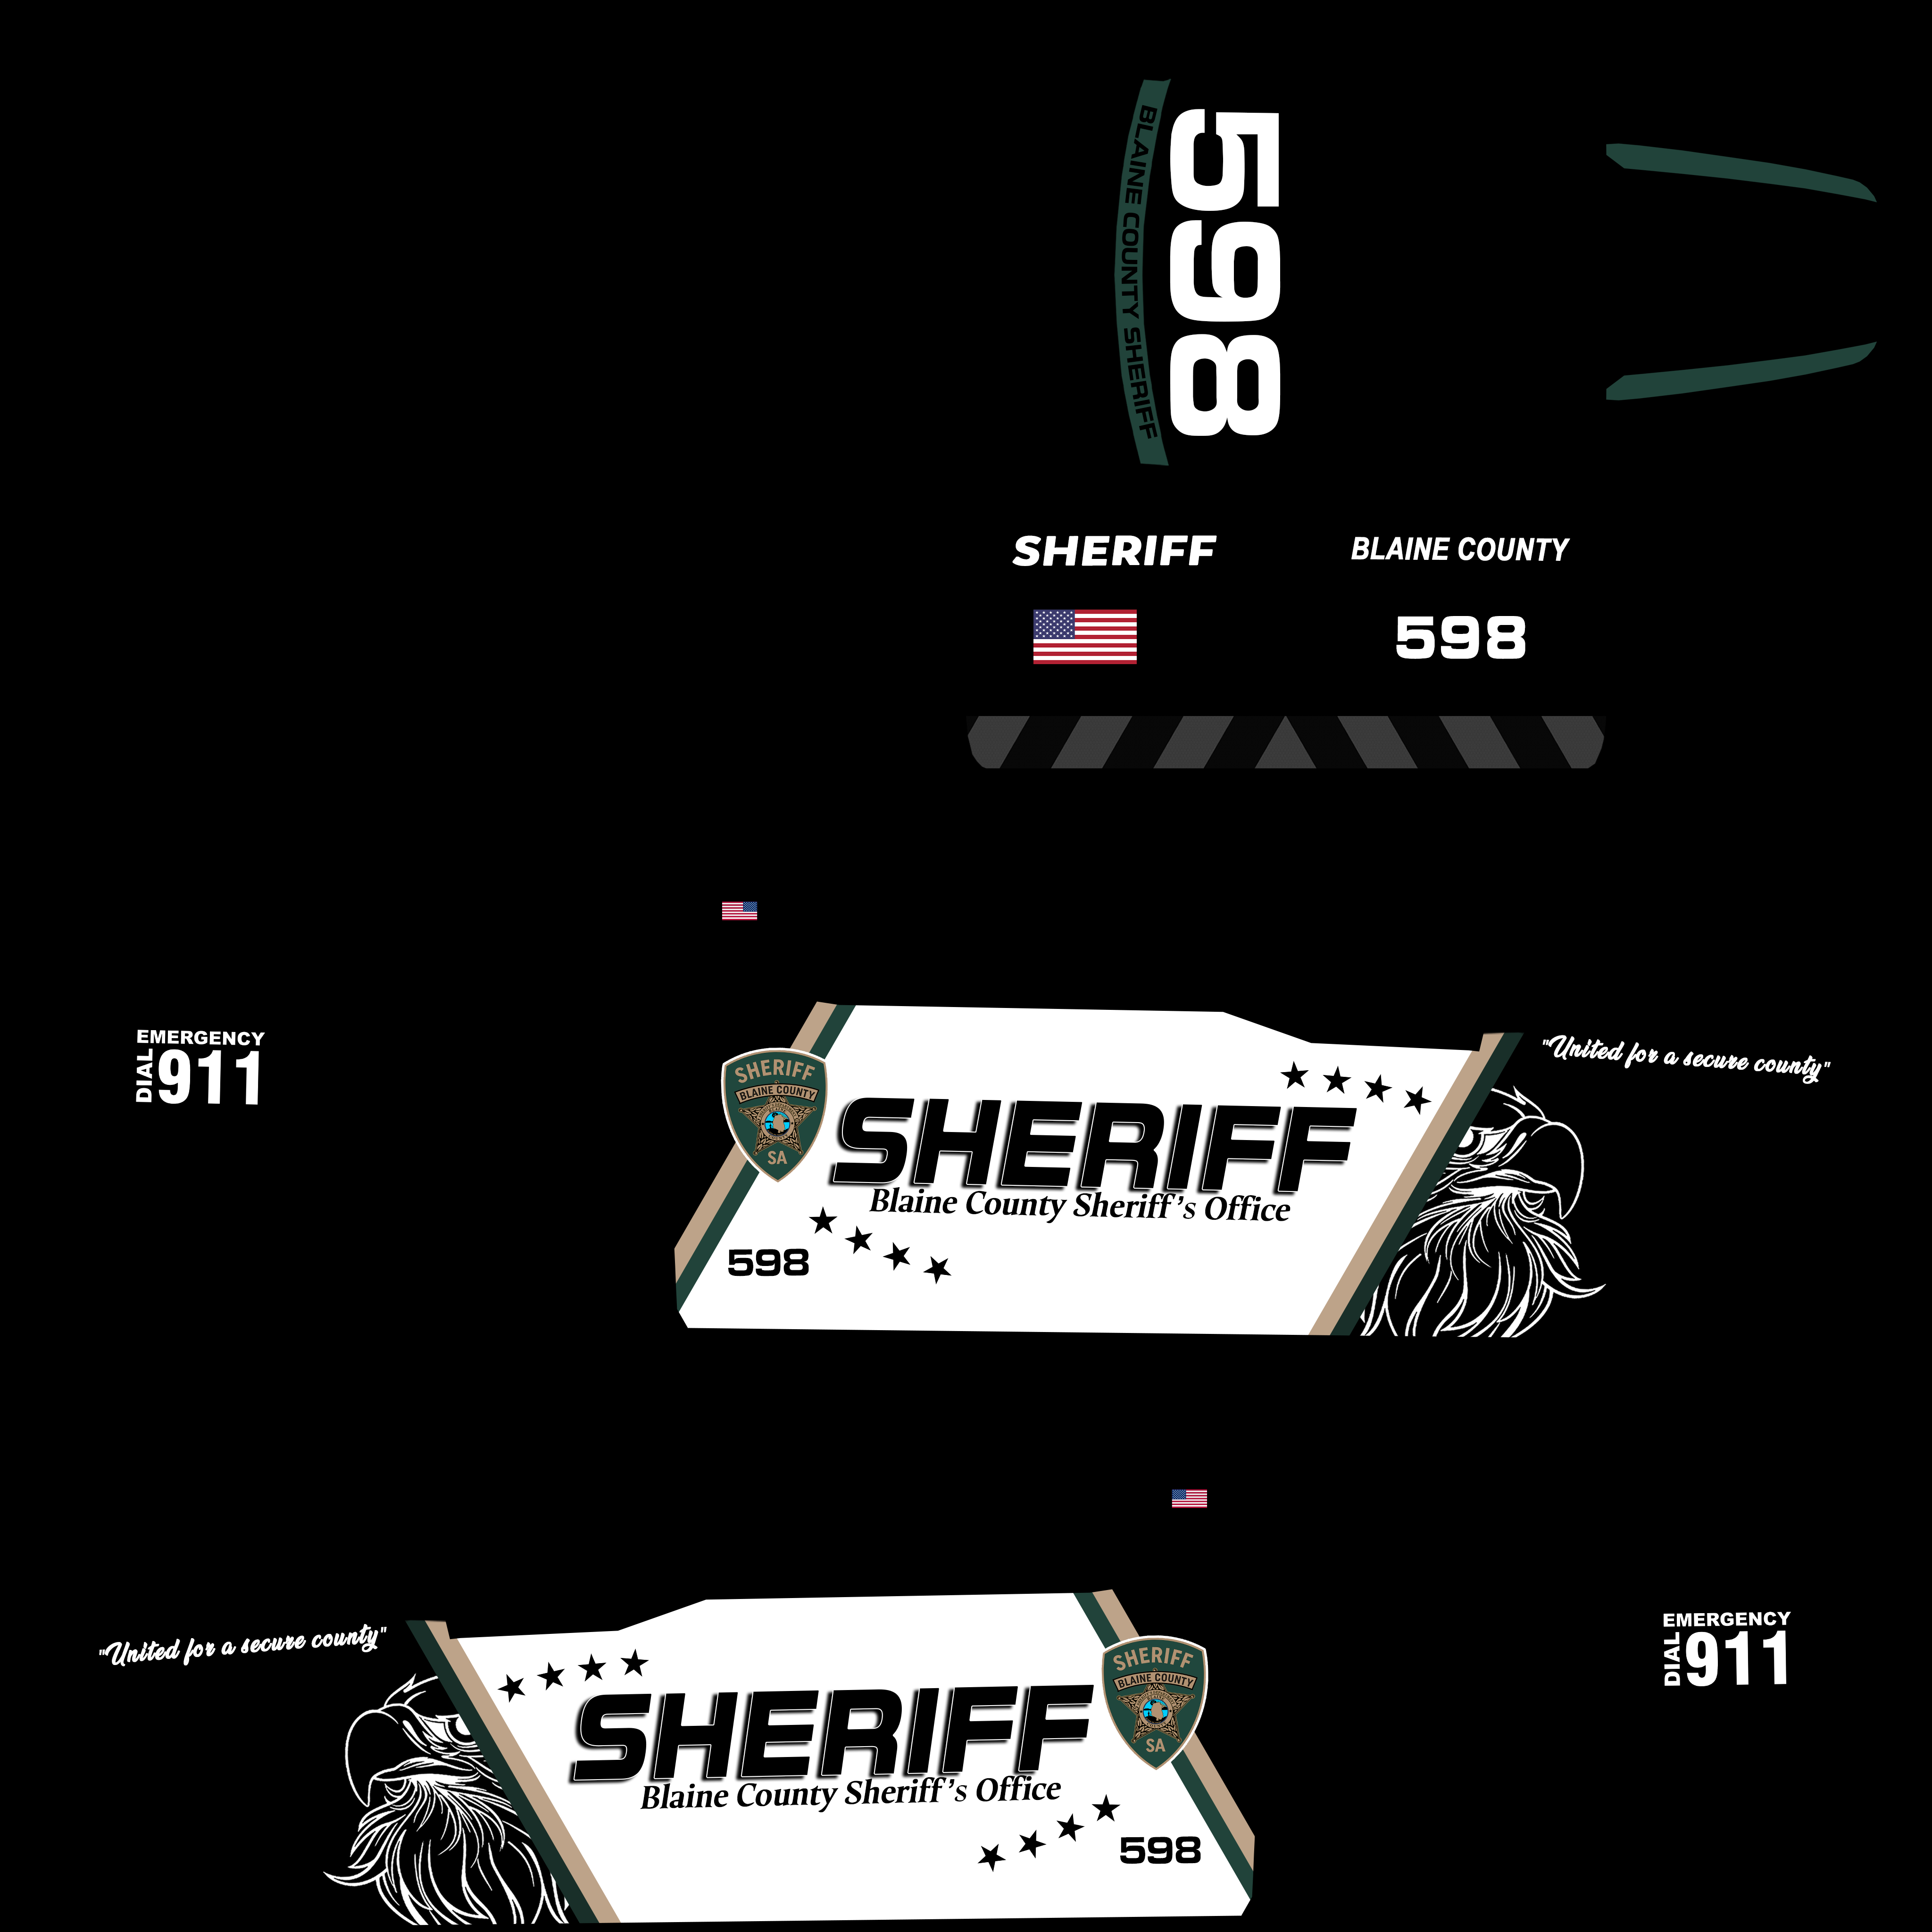 BLAINE COUNTY SHERIFF
598
SHERIFF
BLAINE COUNTY
598
EMERGENCY
DIAL
911
SHERIFF
BLAINE COUNTY
SA
SHERIFF
Blaine County Sheriff's Office
598
"United for a secure county"
"United for a secure county"
SHERIFF
Blaine County Sheriff's Office
598
SHERIFF
BLAINE COUNTY
SA
EMERGENCY
DIAL
911